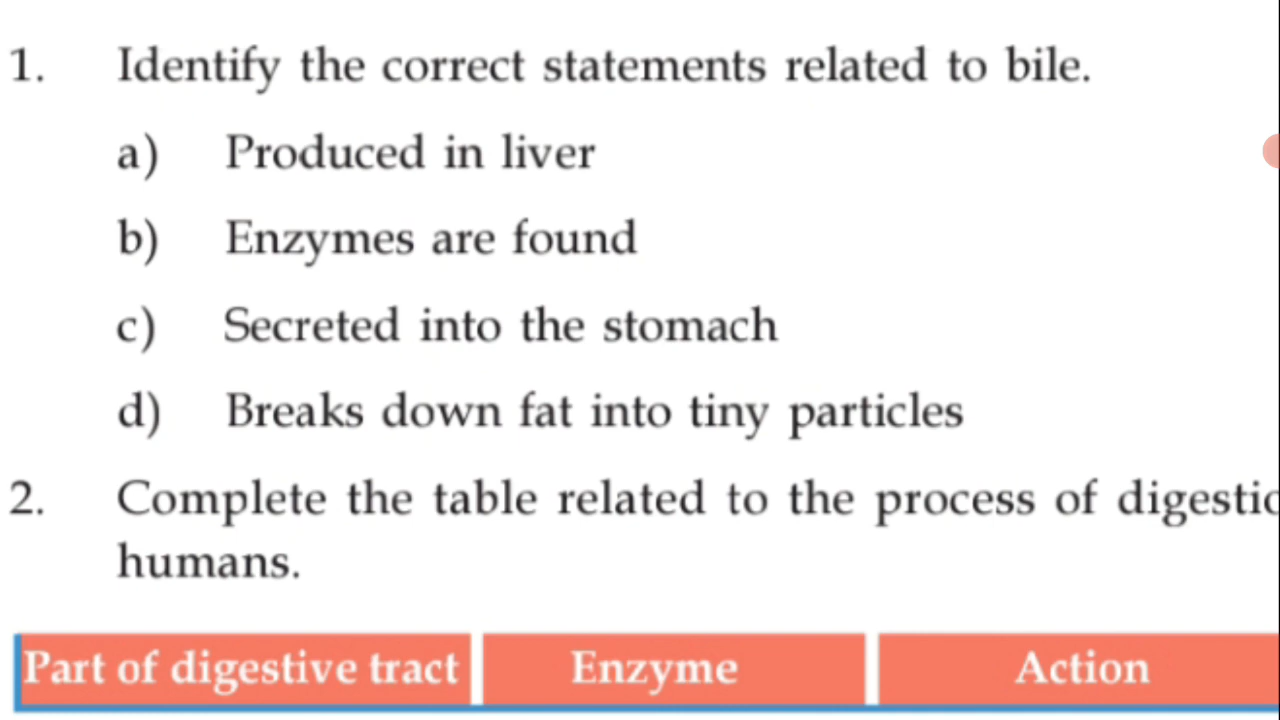 1. Identify the correct statements related to bile.
a) Produced in liver
b) Enzymes are found
c) Secreted into the stomach
d) Breaks down fat into tiny particles
2. Complete the table related to the process of
humans.
Part of digestive tract Enzyme Action